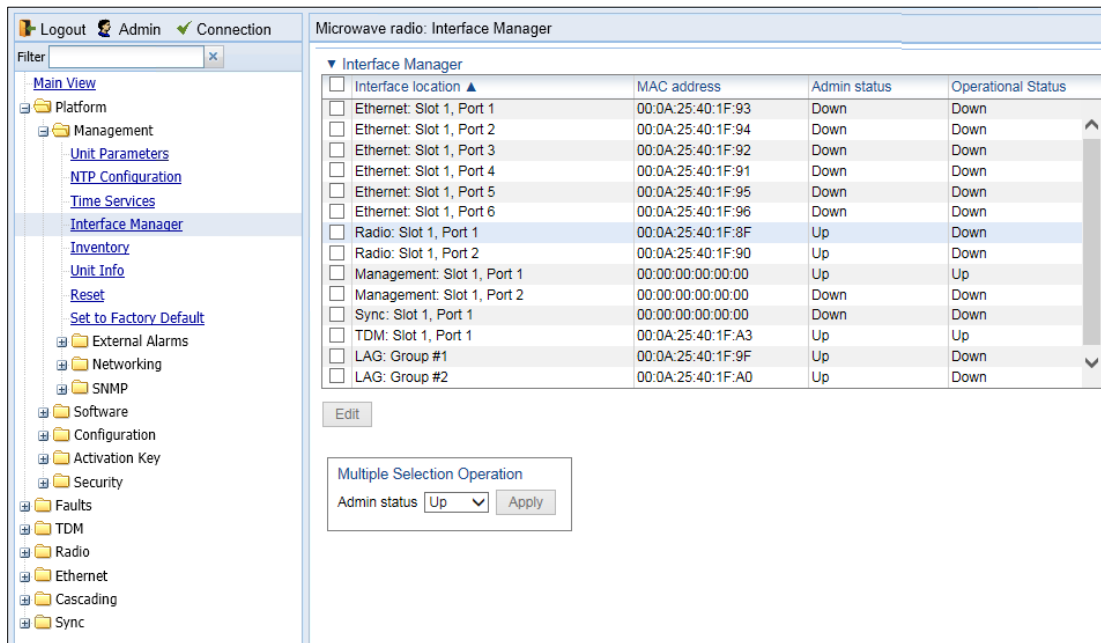 Logout Admin Connection
Filter
Main View
Platform
Management
Unit Parameters
NTP Configuration
Time Services
Interface Manager
Inventory
Unit Info
Reset
Set to Factory Default
External Alarms
Networking
SNMP
Software
Configuration
Activation Key
Security
Faults
TDM
Radio
Ethernet
Cascading
Sync
Microwave radio: Interface Manager
▼ Interface Manager
Interface location ▲ MAC address Admin status Operational Status
Ethernet: Slot 1, Port 1 00:0A:25:40:1F:93 Down Down
Ethernet: Slot 1, Port 2 00:0A:25:40:1F:94 Down Down
Ethernet: Slot 1, Port 3 00:0A:25:40:1F:92 Down Down
Ethernet: Slot 1, Port 4 00:0A:25:40:1F:91 Down Down
Ethernet: Slot 1, Port 5 00:0A:25:40:1F:95 Down Down
Ethernet: Slot 1, Port 6 00:0A:25:40:1F:96 Down Down
Radio: Slot 1, Port 1 00:0A:25:40:1F:8F Up Down
Radio: Slot 1, Port 2 00:0A:25:40:1F:90 Up Down
Management: Slot 1, Port 1 00:00:00:00:00:00 Up Up
Management: Slot 1, Port 2 00:00:00:00:00:00 Down Down
Sync: Slot 1, Port 1 00:00:00:00:00:00 Down Down
TDM: Slot 1, Port 1 00:0A:25:40:1F:A3 Up Up
LAG: Group #1 00:0A:25:40:1F:9F Up Down
LAG: Group #2 00:0A:25:40:1F:A0 Up Down
Edit
Multiple Selection Operation
Admin status Up Apply